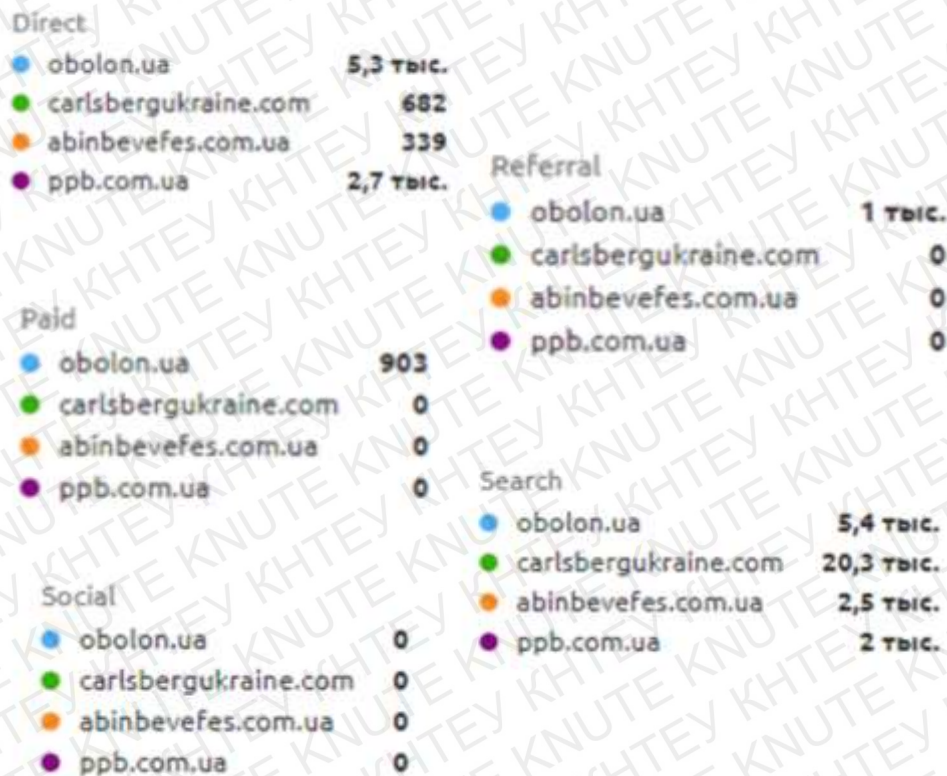 Direct
obolon.ua 5,3 тыс.
carlsbergukraine.com 682
abinbevefes.com.ua 339
ppb.com.ua 2,7 тыс.
Referral
obolon.ua 1 тыс.
carlsbergukraine.com 0
abinbevefes.com.ua 0
ppb.com.ua 0
Paid
obolon.ua 903
carlsbergukraine.com 0
abinbevefes.com.ua 0
ppb.com.ua 0
Search
obolon.ua 5,4 тыс.
carlsbergukraine.com 20,3 тыс.
abinbevefes.com.ua 2,5 тыс.
ppb.com.ua 2 тыс.
Social
obolon.ua 0
carlsbergukraine.com 0
abinbevefes.com.ua 0
ppb.com.ua 0